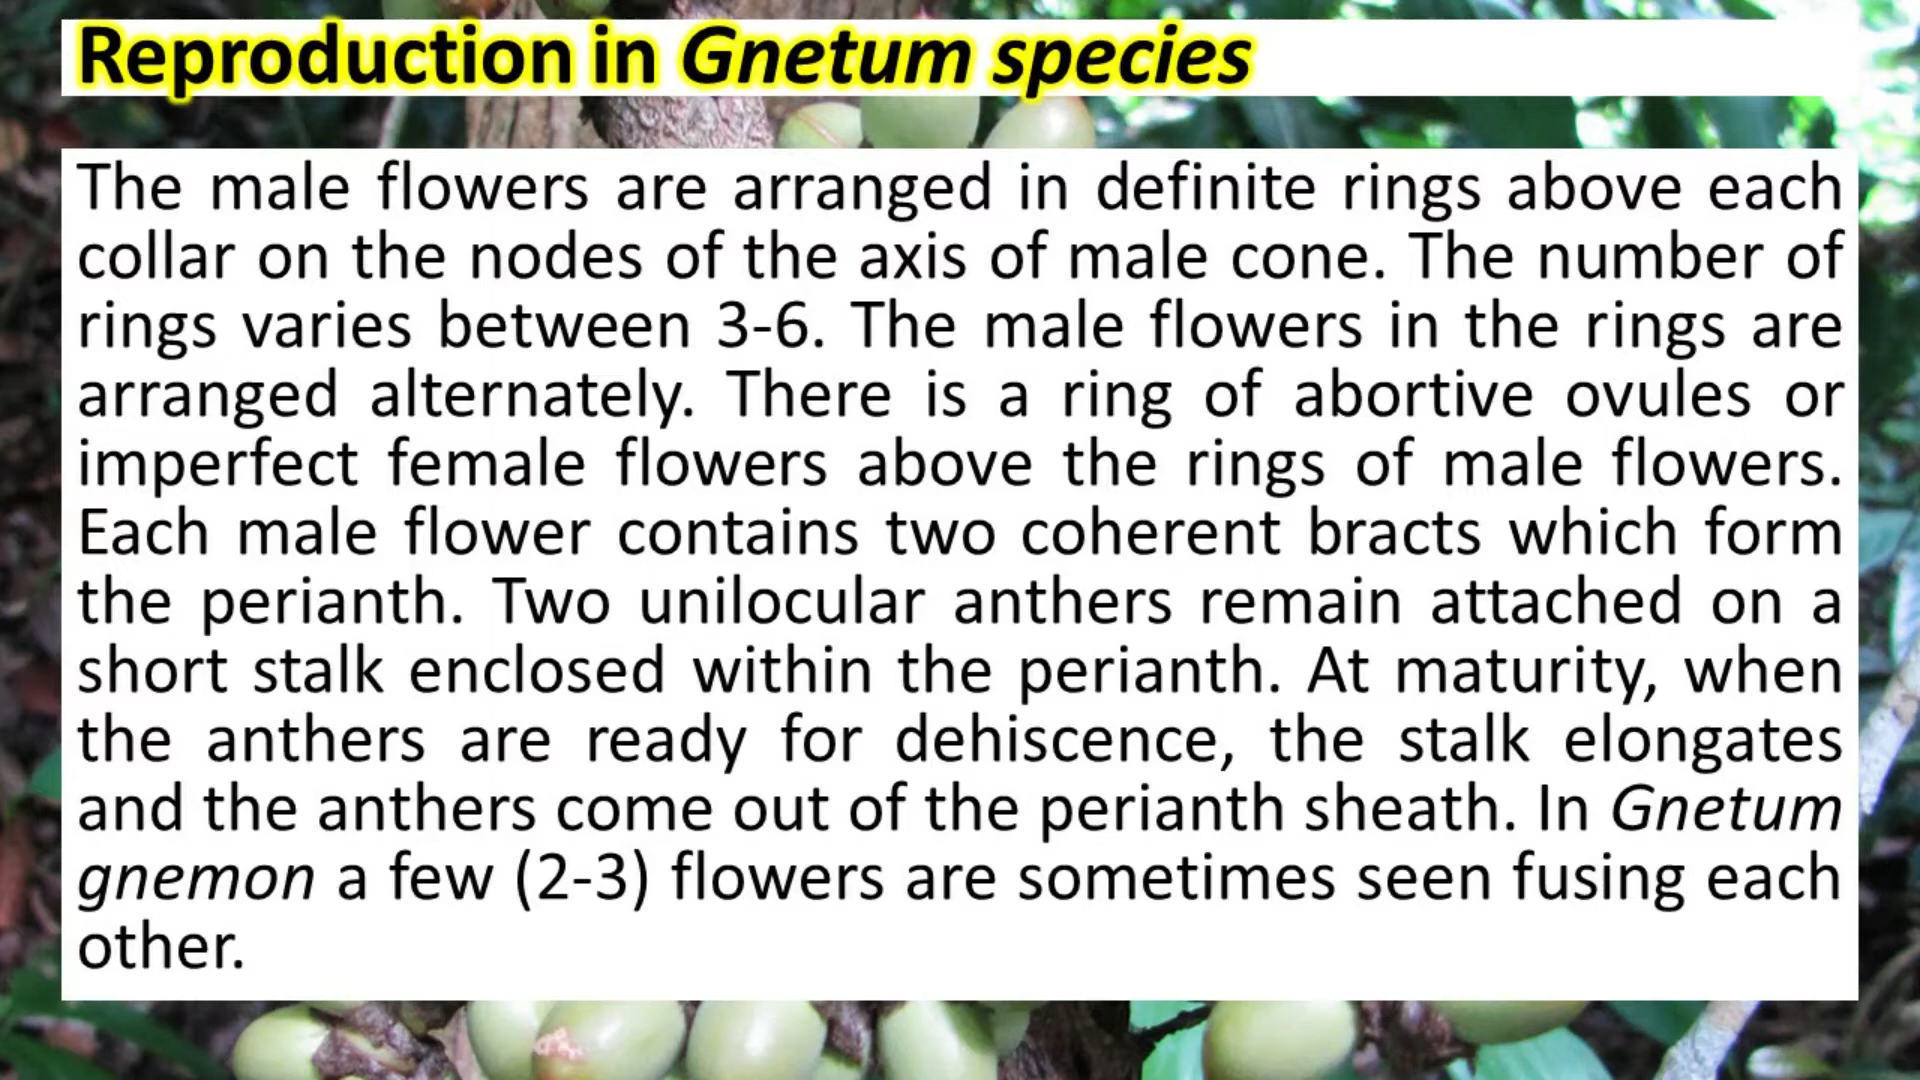 Reproduction in Gnetum species
The male flowers are arranged in definite rings above each
collar on the nodes of the axis of male cone. The number of
rings varies between 3-6. The male flowers in the rings are
arranged alternately. There is a ring of abortive ovules or
imperfect female flowers above the rings of male flowers.
Each male flower contains two coherent bracts which form
the perianth. Two unilocular anthers remain attached on a
short stalk enclosed within the perianth. At maturity, when
the anthers are ready for dehiscence, the stalk elongates
and the anthers come out of the perianth sheath. In Gnetum
gnemon a few (2-3) flowers are sometimes seen fusing each
other.